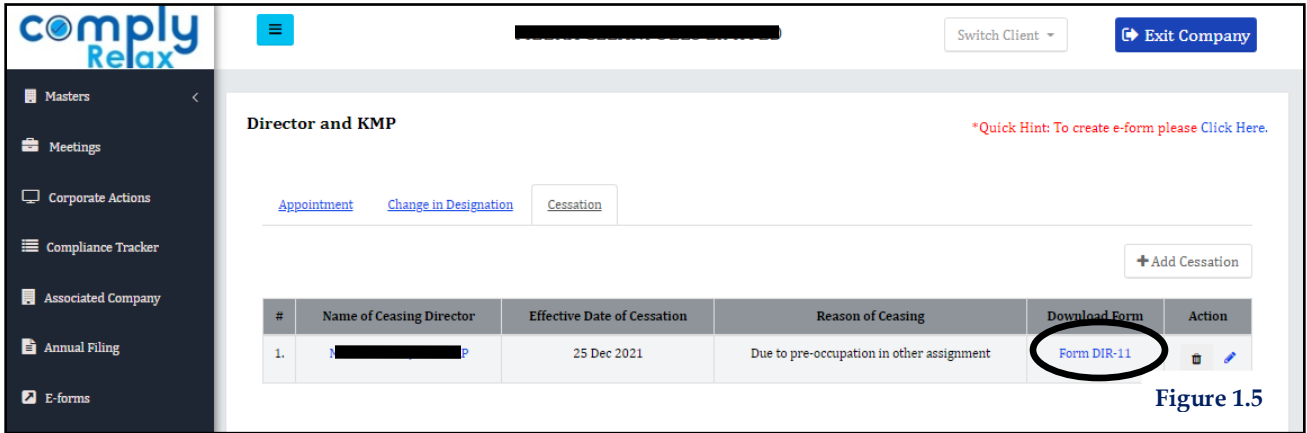 comply
Relax
Switch Client
Exit Company
Masters
Meetings
Corporate Actions
Compliance Tracker
Associated Company
Annual Filing
E-forms
Director and KMP
*Quick Hint: To create e-form please Click Here.
Appointment Change in Designation Cessation
+Add Cessation
# Name of Ceasing Director Effective Date of Cessation Reason of Ceasing Download Form Action
1. P 25 Dec 2021 Due to pre-occupation in other assignment Form DIR-11
Figure 1.5